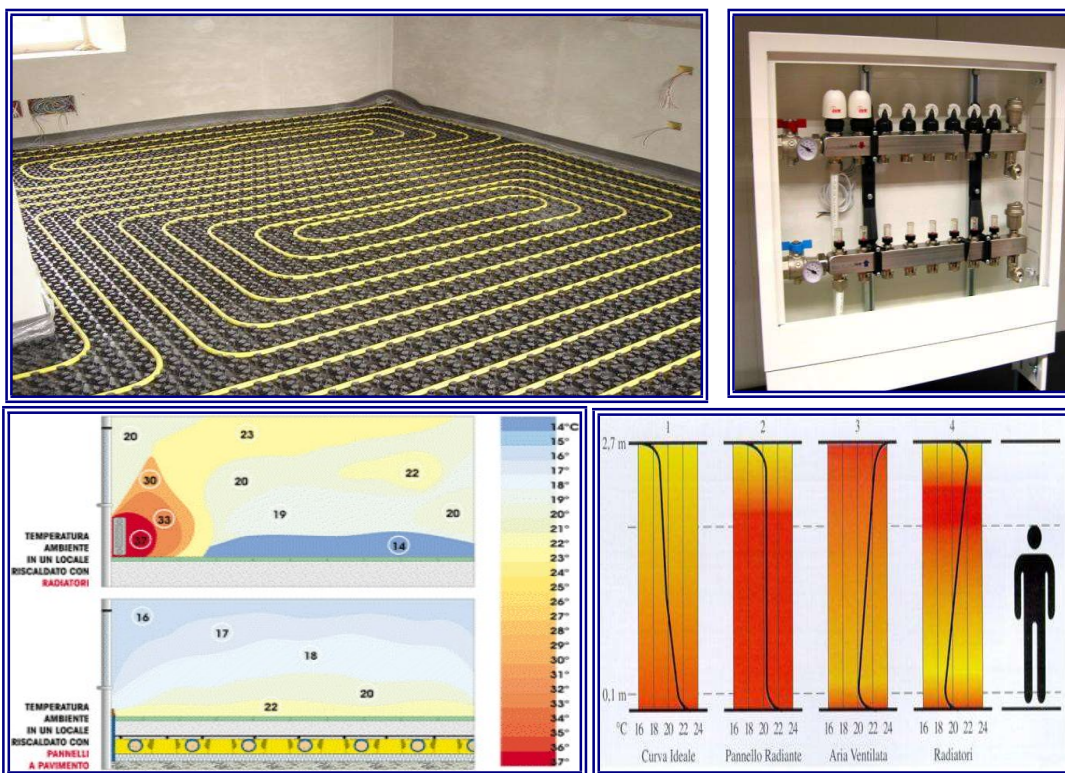 20
23
30
20
22
33
19
20
37
14
TEMPERATURA
AMBIENTE
IN UN LOCALE
RISCALDATO CON
RADIATORI
16
17
18
20
22
TEMPERATURA
AMBIENTE
IN UN LOCALE
RISCALDATO CON
PANNELLI
A PAVIMENTO
14°C
15°
16°
17°
18°
19°
20°
21°
22°
23°
24°
25°
26°
27°
28°
29°
30°
31°
32°
33°
34°
35°
36°
37°
1 2 3 4
2,7 m
0,1 m
°C 16 18 20 22 24 16 18 20 22 24 16 18 20 22 24 16 18 20 22 24
Curva Ideale Pannello Radiante Aria Ventilata Radiatori